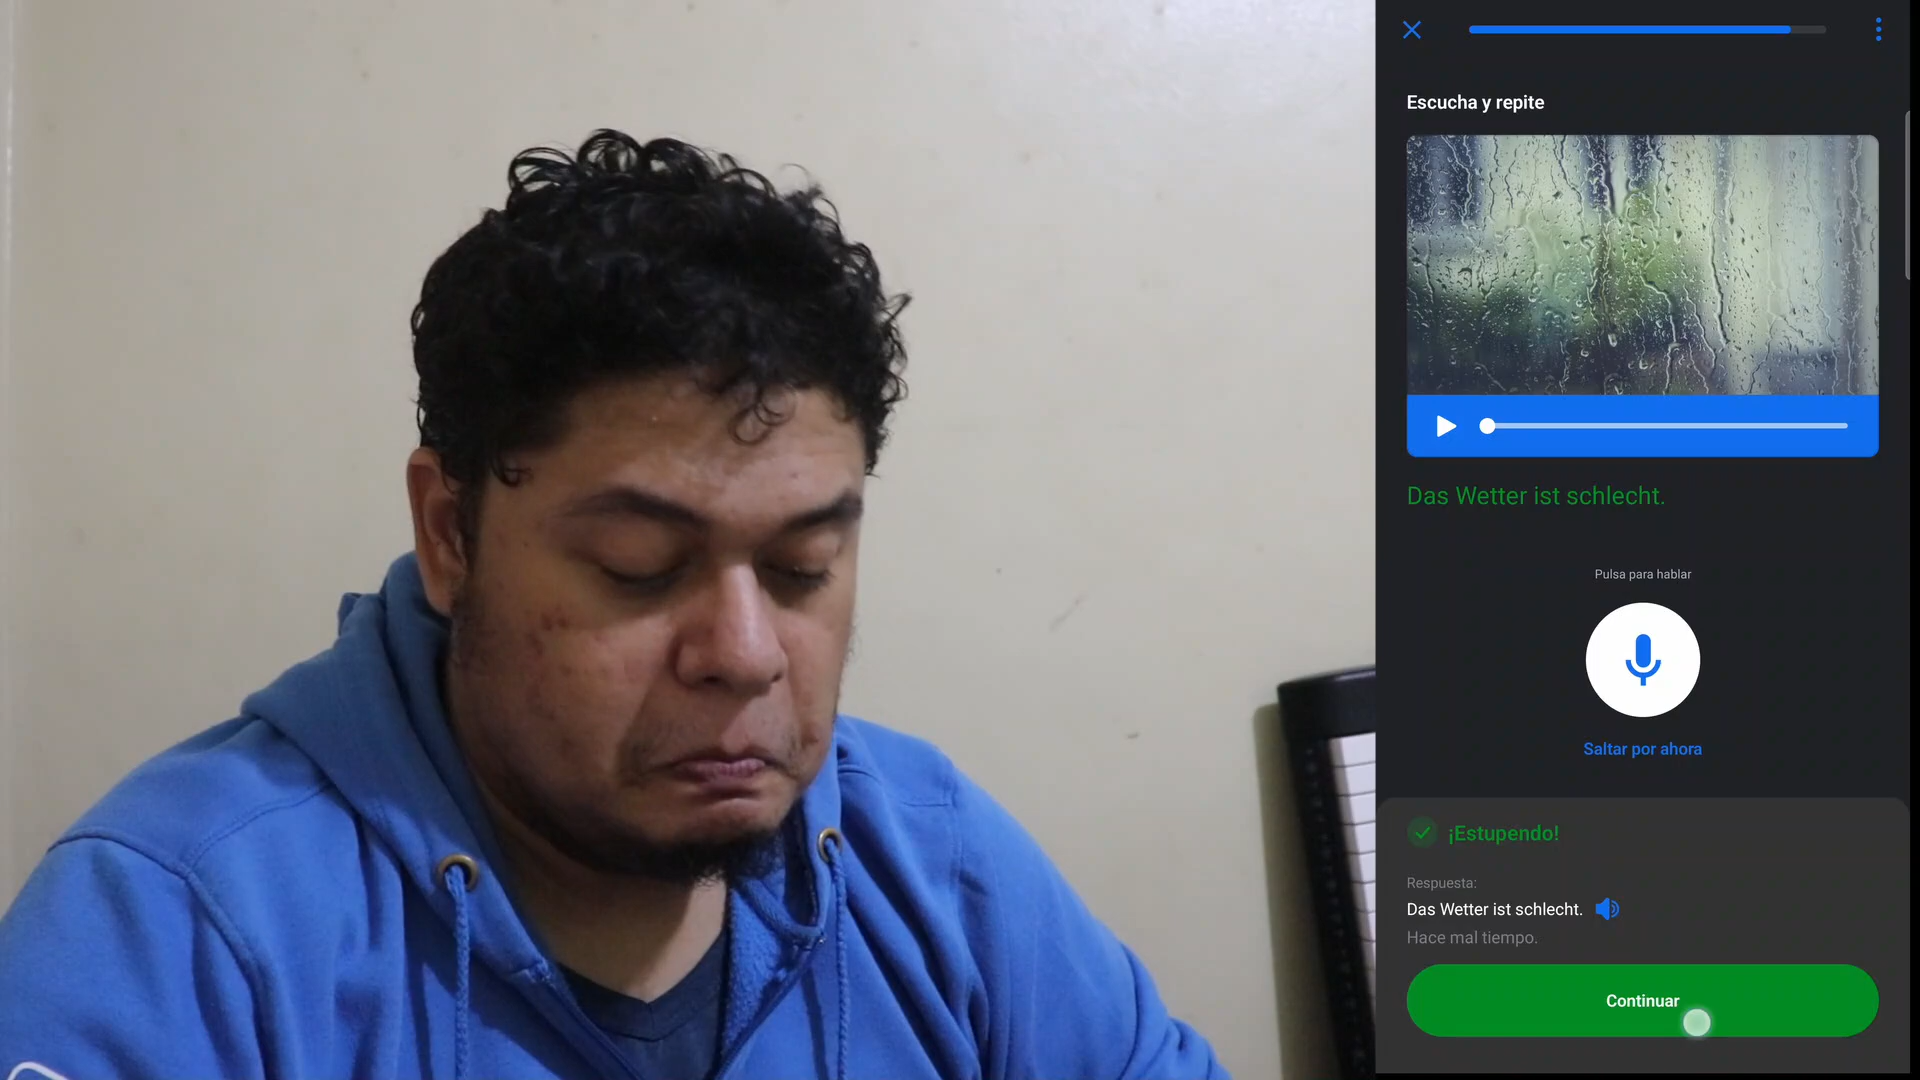 Escucha y repite
Das Wetter ist schlecht.
Pulsa para hablar
Saltar por ahora
¡Estupendo!
Respuesta:
Das Wetter ist schlecht.
Hace mal tiempo.
Continuar